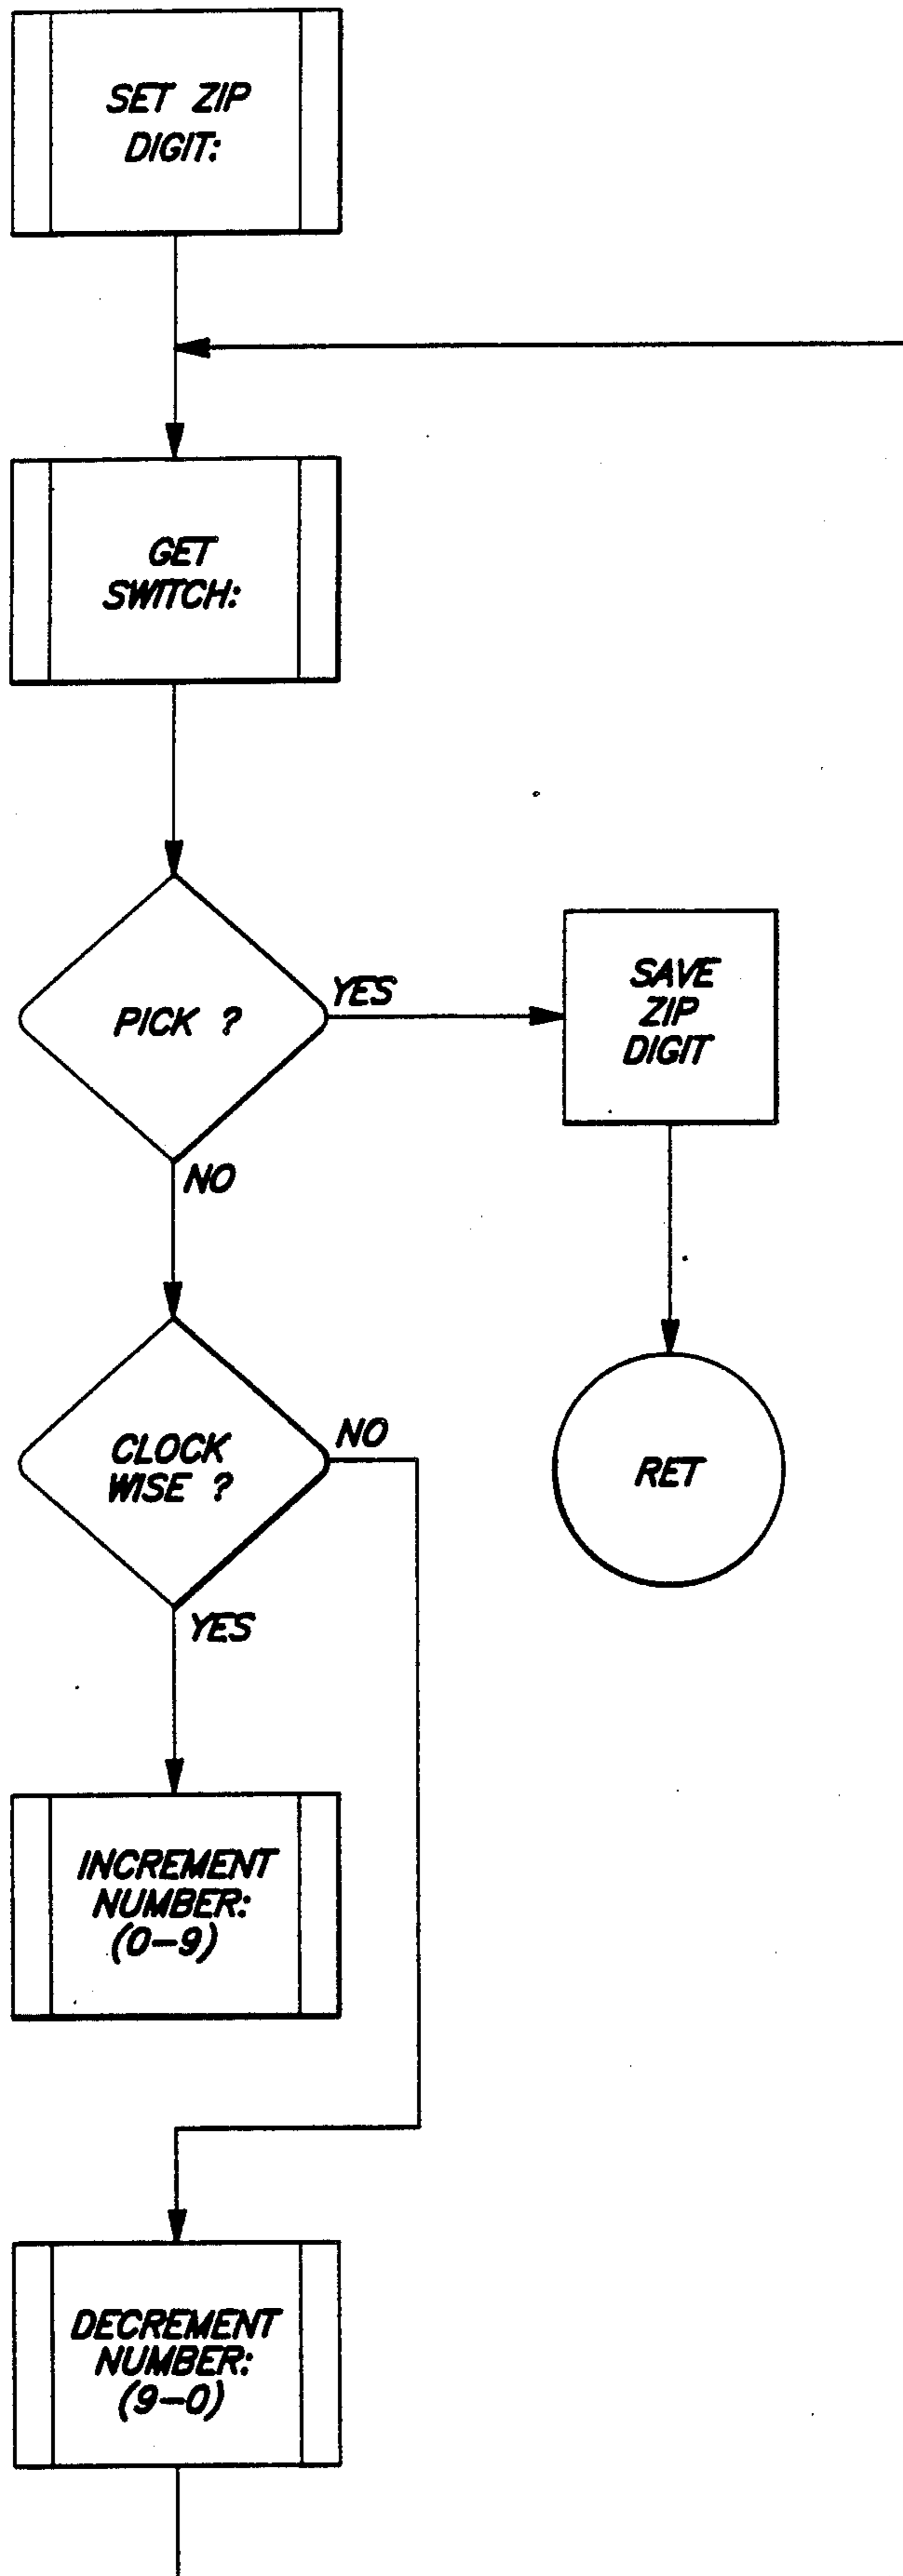 SET ZIP
DIGIT:
GET
SWITCH:
PICK ?
YES
SAVE
ZIP
DIGIT
NO
CLOCK
WISE ?
NO
RET
YES
INCREMENT
NUMBER:
(0-9)
DECREMENT
NUMBER:
(9-0)